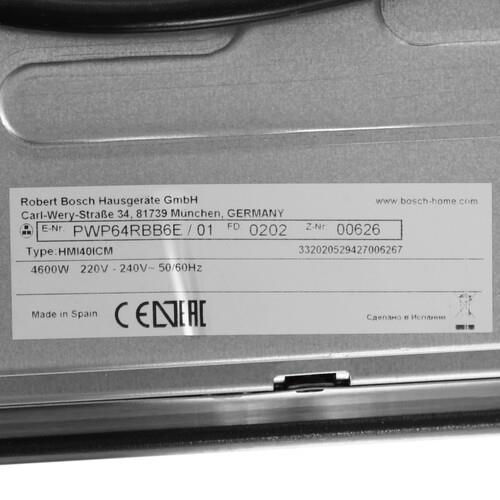 Robert Bosch Hausgeräte GmbH www.bosch-home.com
Carl-Wery-Straße 34, 81739 München, GERMANY
E-Nr. PWP64RBB6E / 01 FD 0202 Z-Nr 00626
Type: HMI40ICM 332020529427006267
4600W 220V - 240V~ 50/60Hz
Made in Spain CE EAC Сделано в Испании